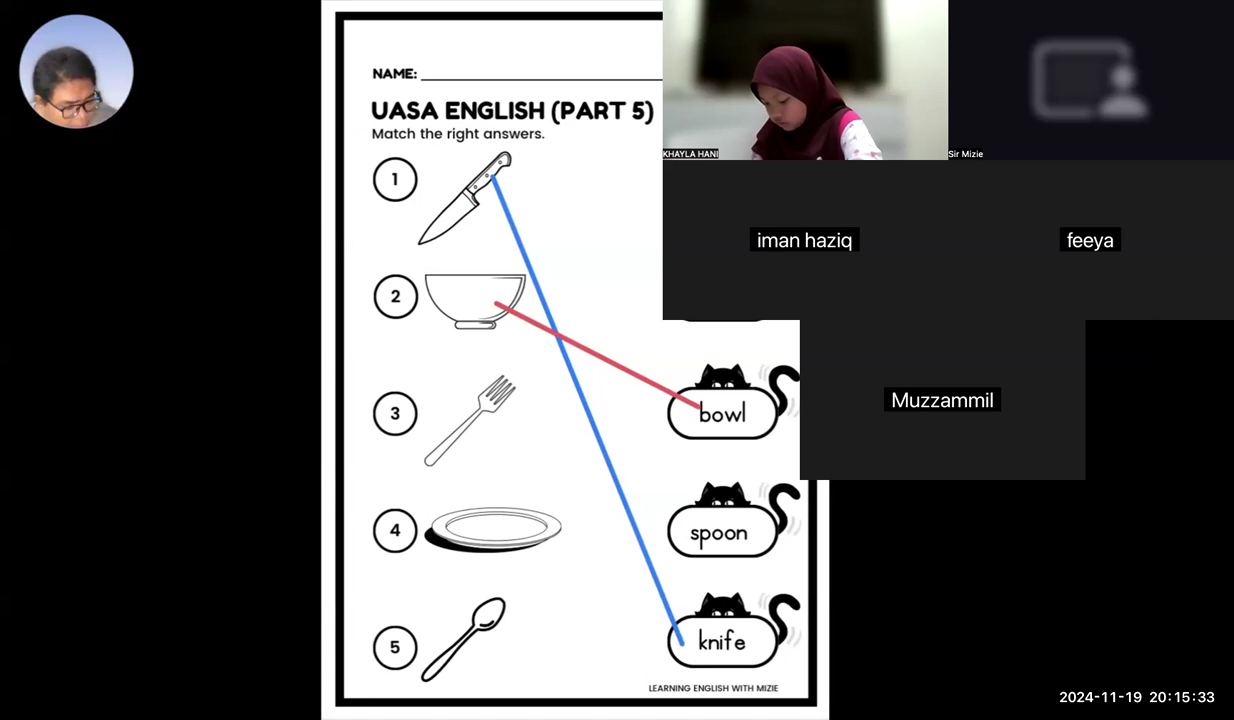 NAME:
UASA ENGLISH (PART 5)
Match the right answers.
1
2
3
4
5
bowl
spoon
knife
LEARNING ENGLISH WITH MIZIE
KHAYLA HANI
Sir Mizie
iman haziq
feeya
Muzzammil
2024-11-19 20:15:33